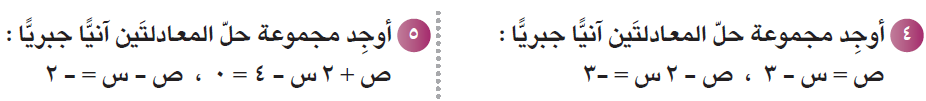 ٤ أوجِد مجموعة حلّ المعادلتَين آنيًّا جبريًّا :
ص = س – ٣ ، ص – ٢ س = –٣
٥ أوجِد مجموعة حلّ المعادلتَين آنيًّا جبريًّا :
ص + ٢ س – ٤ = ٠ ، ص – س = – ٢